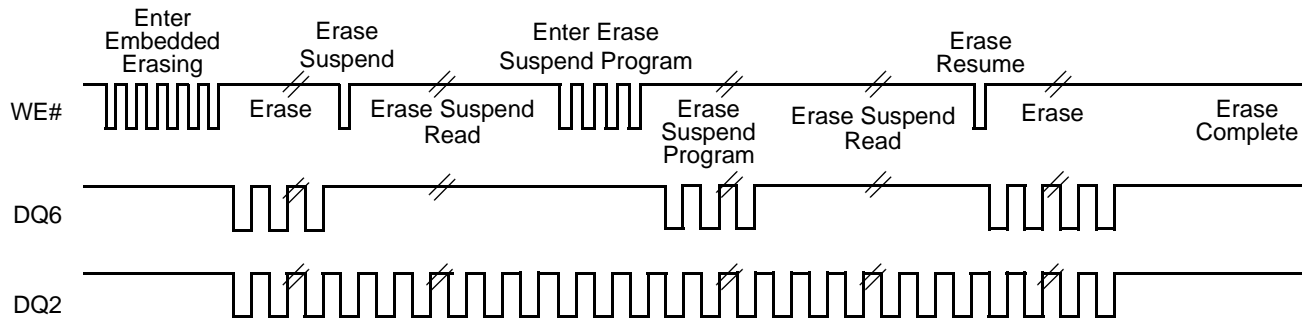 Enter
Embedded
Erasing
Erase
Suspend
Enter Erase
Suspend Program
Erase
Resume
WE#
Erase
Erase Suspend
Read
Erase
Suspend
Program
Erase Suspend
Read
Erase
Erase
Complete
DQ6
DQ2